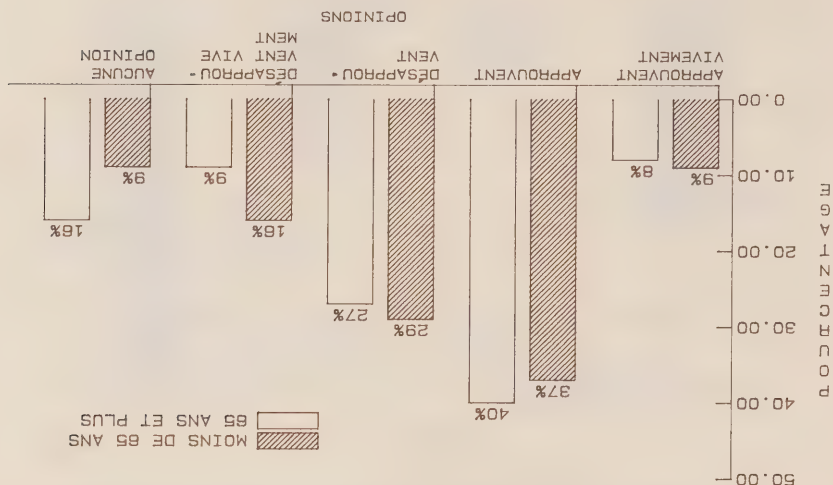 50.00
40.00
30.00
20.00
10.00
0.00
POURCENTAGE
MOINS DE 65 ANS
65 ANS ET PLUS
9%
8%
37%
40%
29%
27%
16%
9%
9%
16%
APPROUVENT
VIVEMENT
APPROUVENT
DÉSAPPROU-
VENT
DÉSAPPROU-
VENT VIVE
MENT
AUCUNE
OPINION
OPINIONS